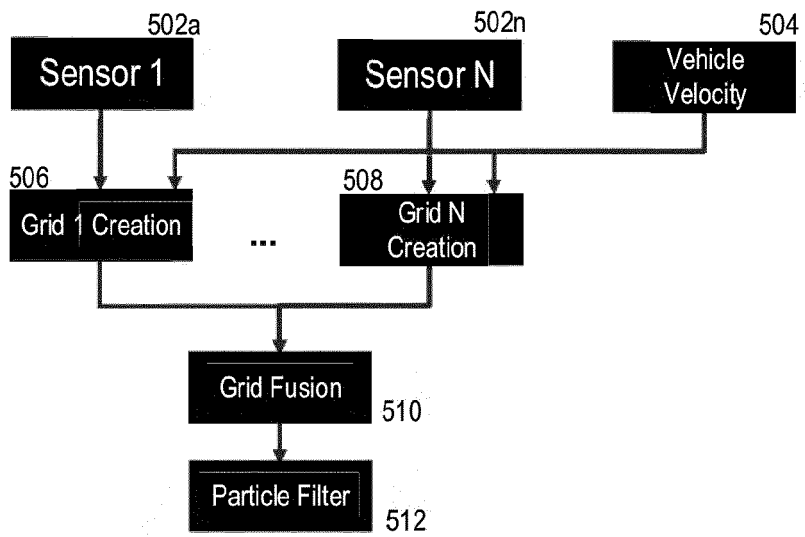 502a
502n
504
Sensor 1
Sensor N
Vehicle
Velocity
506
508
Grid 1 Creation
...
Grid N
Creation
Grid Fusion
510
Particle Filter
512